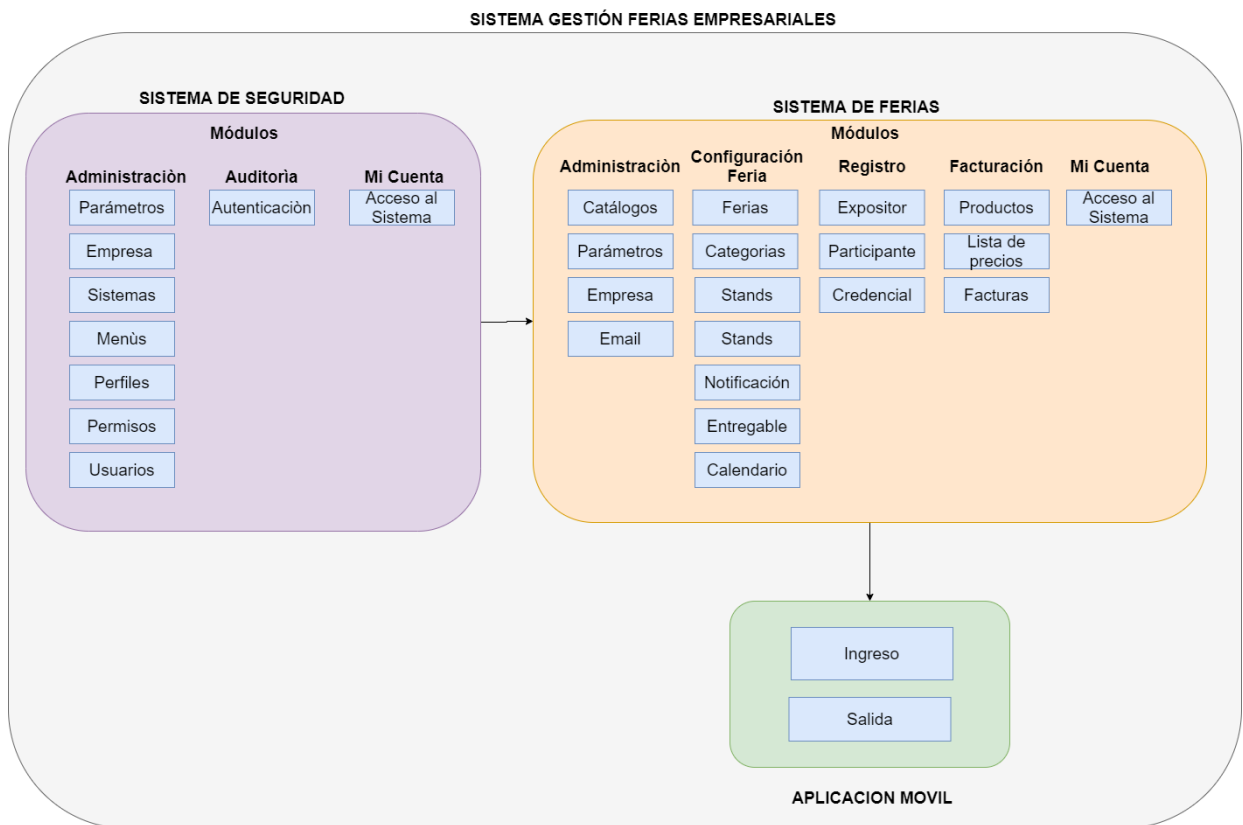 SISTEMA GESTIÓN FERIAS EMPRESARIALES
SISTEMA DE SEGURIDAD
Módulos
Administraciòn
Auditorìa
Mi Cuenta
Parámetros
Autenticaciòn
Acceso al
Sistema
Empresa
Sistemas
Menùs
Perfiles
Permisos
Usuarios
SISTEMA DE FERIAS
Módulos
Administraciòn
Configuración
Feria
Registro
Facturación
Mi Cuenta
Catálogos
Ferias
Expositor
Productos
Acceso al
Sistema
Parámetros
Categorias
Participante
Lista de
precios
Empresa
Stands
Credencial
Facturas
Email
Stands
Notificación
Entregable
Calendario
Ingreso
Salida
APLICACION MOVIL